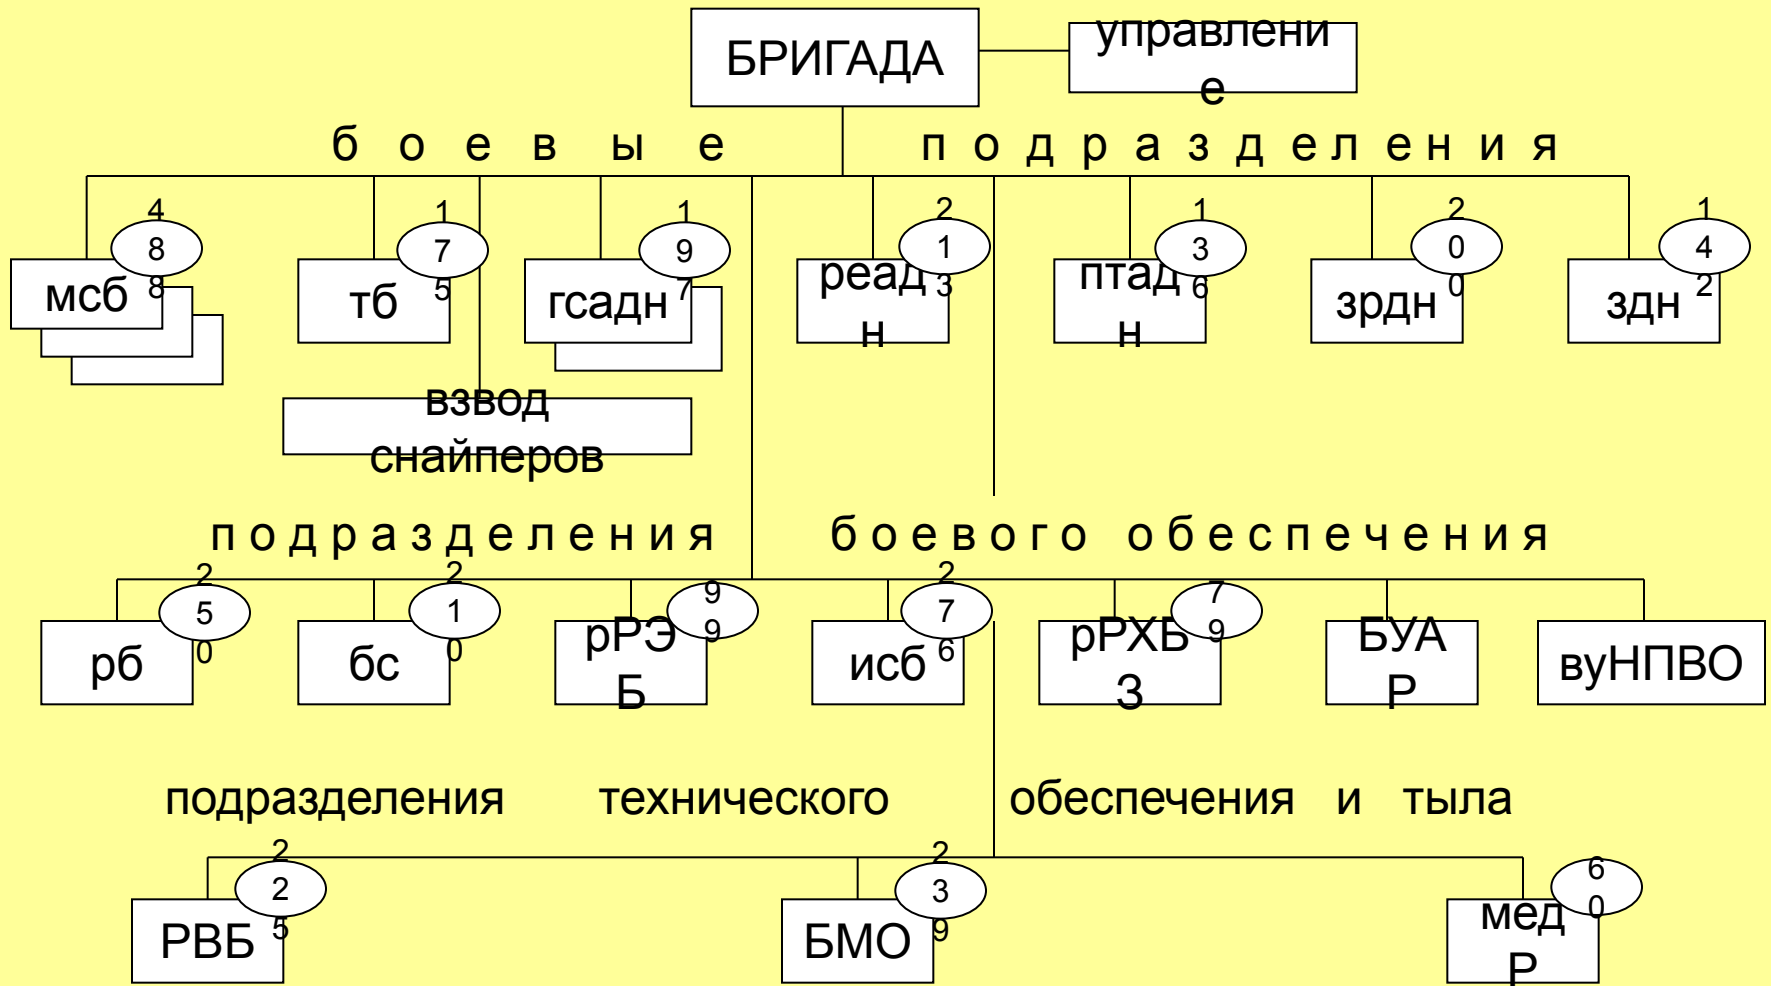 БРИГАДА
управлени
е
б о е в ы е п о д р а з д е л е н и я
4
8
8
1
7
5
1
9
7
2
1
3
1
3
6
2
0
0
1
4
2
мсб
тб
гсадн
реад
н
птад
н
зрдн
здн
взвод
снайперов
п о д р а з д е л е н и я б о е в о г о о б е с п е ч е н и я
2
5
0
2
1
0
9
9
2
7
6
7
9
рб
бс
рРЭ
Б
исб
рРХБ
З
БУА
Р
вуНПВО
подразделения технического обеспечения и тыла
2
2
5
2
3
9
6
0
РВБ
БМО
мед
Р